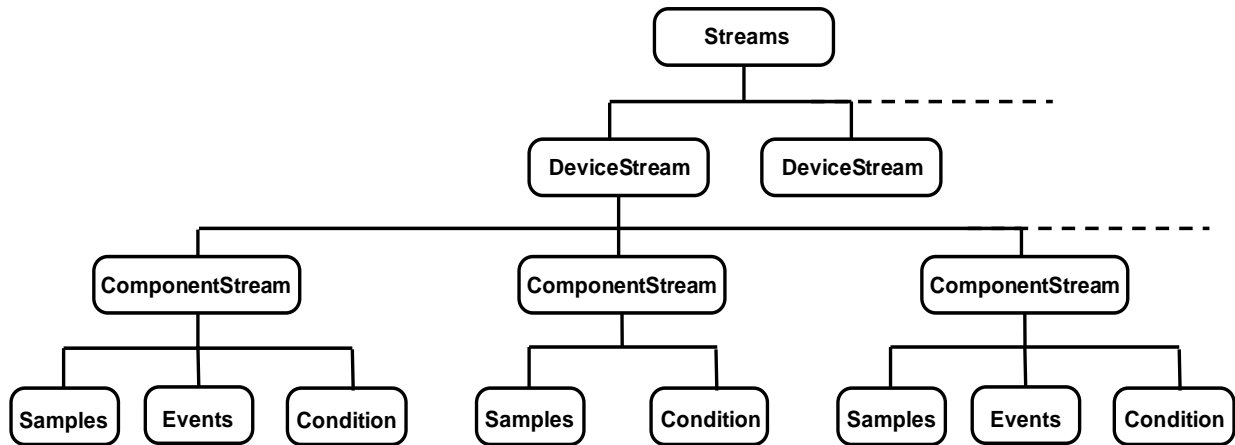 Streams
DeviceStream
DeviceStream
ComponentStream
ComponentStream
ComponentStream
Samples
Events
Condition
Samples
Condition
Samples
Events
Condition